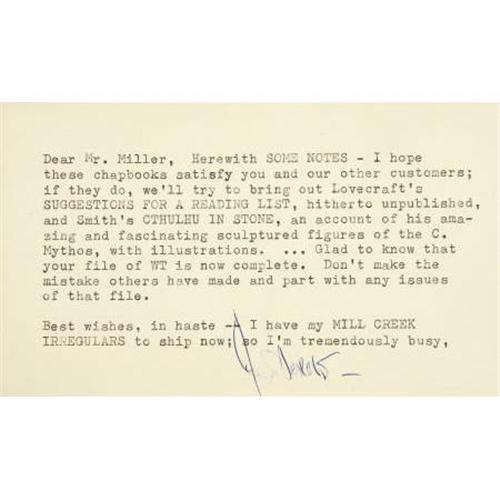 Dear Mr. Miller, Herewith SOME NOTES - I hope
these chapbooks satisfy you and our other customers;
if they do, we'll try to bring out Lovecraft's
SUGGESTIONS FOR A READING LIST, hitherto unpublished,
and Smith's CTHULHU IN STONE, an account of his ama-
zing and fascinating sculptured figures of the C.
Mythos, with illustrations. ... Glad to know that
your file of WT is now complete. Don't make the
mistake others have made and part with any issues
of that file.
Best wishes, in haste -- I have my MILL CREEK
IRREGULARS to ship now; so I'm tremendously busy,
Derleth